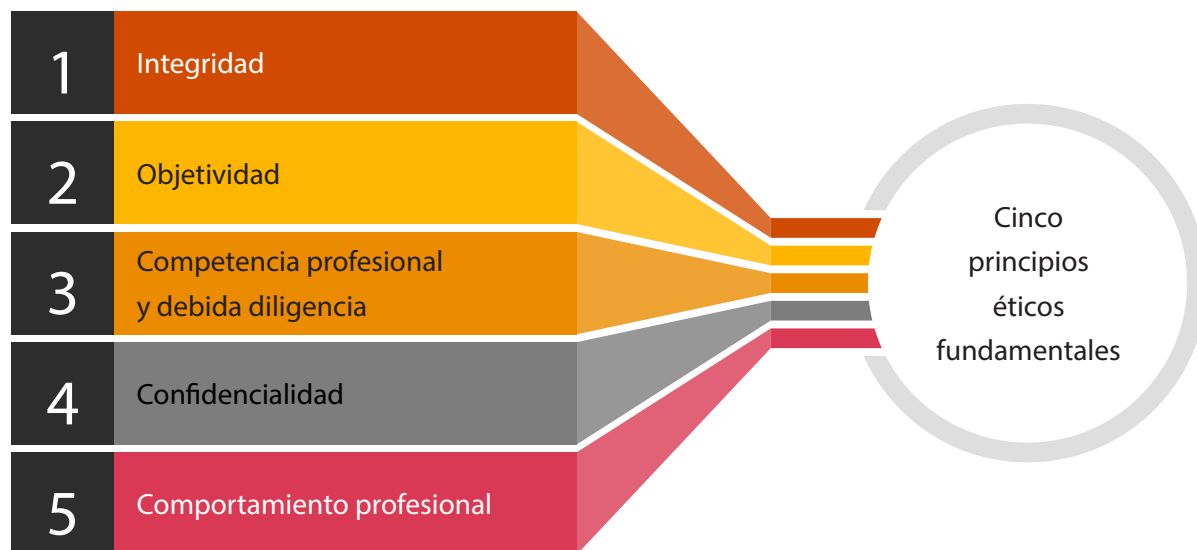 1
Integridad
2
Objetividad
3
Competencia profesional
y debida diligencia
4
Confidencialidad
5
Comportamiento profesional
Cinco
principios
éticos
fundamentales